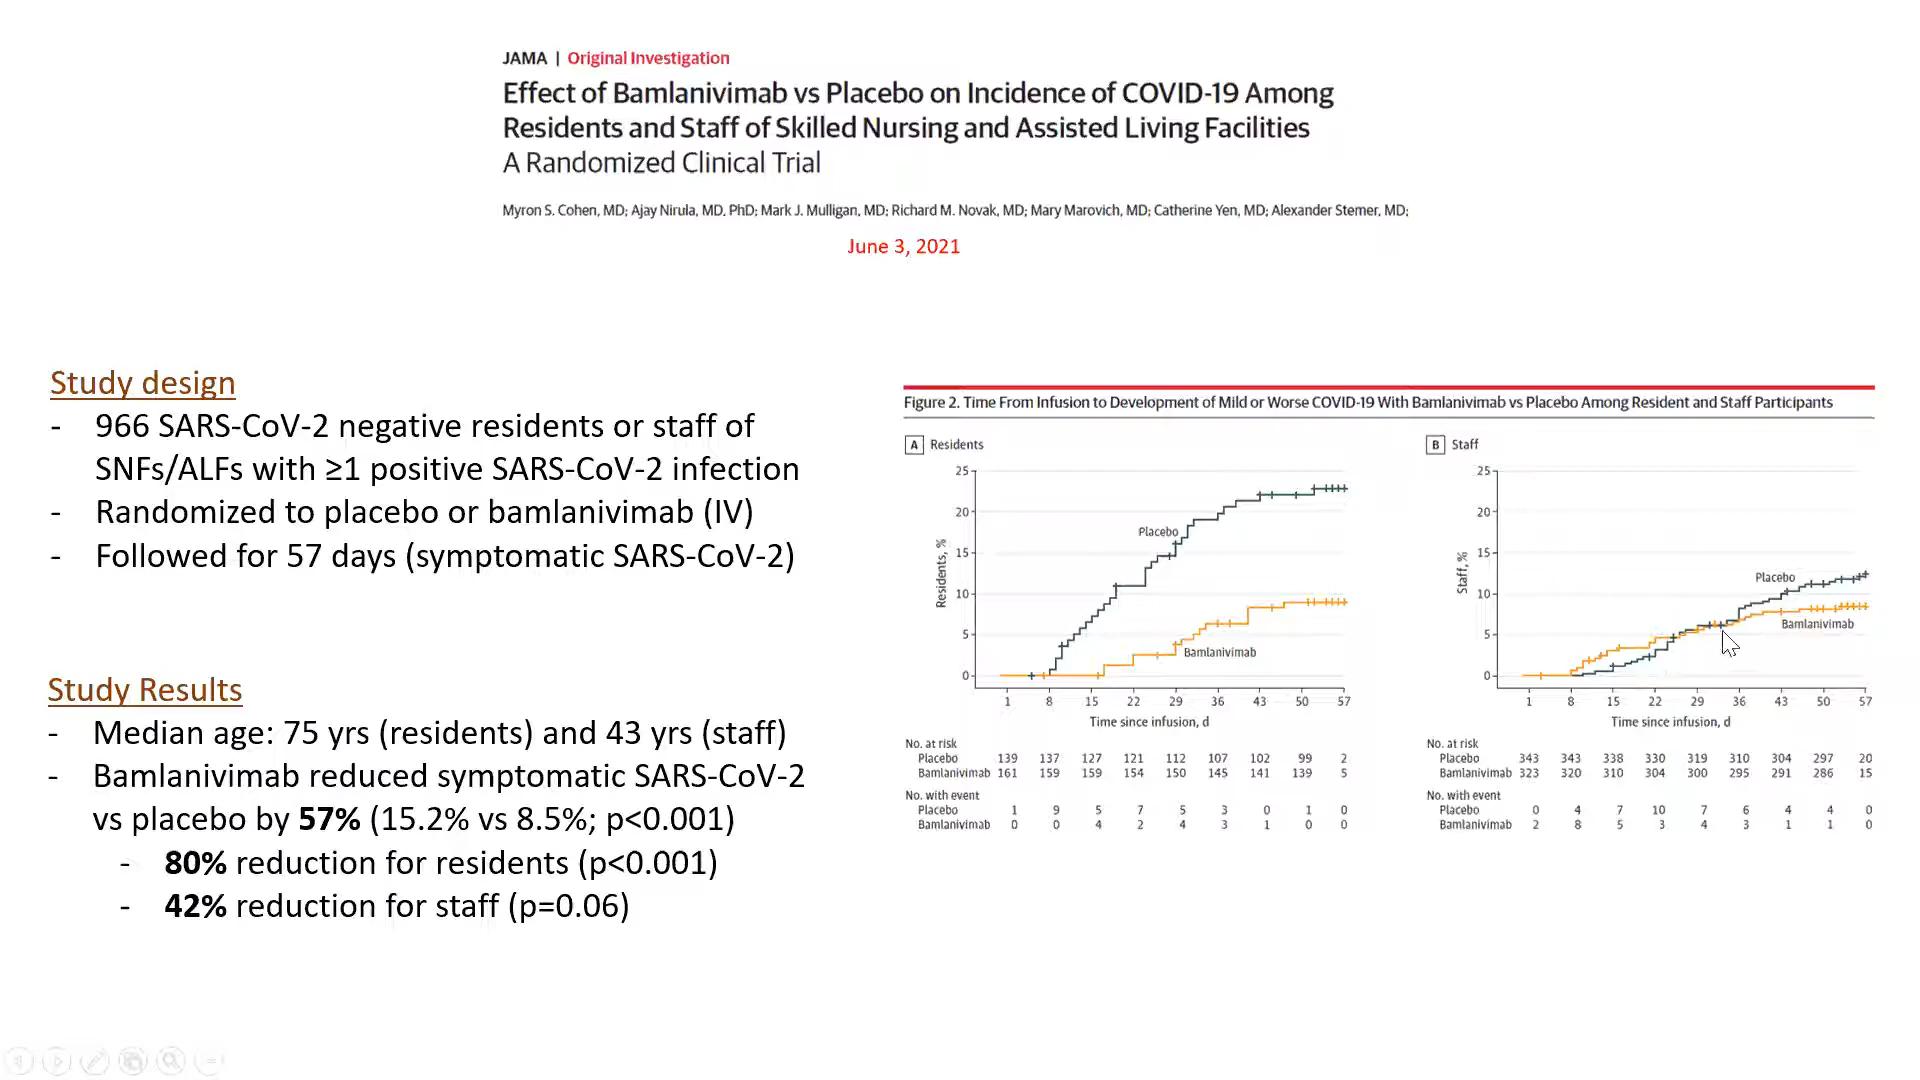 JAMA | Original Investigation
Effect of Bamlanivimab vs Placebo on Incidence of COVID-19 Among
Residents and Staff of Skilled Nursing and Assisted Living Facilities
A Randomized Clinical Trial
Myron S. Cohen, MD; Ajay Nirula, MD, PhD; Mark J. Mulligan, MD; Richard M. Novak, MD; Mary Marovich, MD; Catherine Yen, MD; Alexander Stemer, MD;
June 3, 2021
Study design
- 966 SARS-CoV-2 negative residents or staff of
SNFs/ALFs with ≥1 positive SARS-CoV-2 infection
- Randomized to placebo or bamlanivimab (IV)
- Followed for 57 days (symptomatic SARS-CoV-2)
Study Results
- Median age: 75 yrs (residents) and 43 yrs (staff)
- Bamlanivimab reduced symptomatic SARS-CoV-2
vs placebo by 57% (15.2% vs 8.5%; p<0.001)
- 80% reduction for residents (p<0.001)
- 42% reduction for staff (p=0.06)
Figure 2. Time From Infusion to Development of Mild or Worse COVID-19 With Bamlanivimab vs Placebo Among Resident and Staff Participants
A Residents
25
20
15
10
5
0
Residents, %
Placebo
Bamlanivimab
1 8 15 22 29 36 43 50 57
Time since infusion, d
No. at risk
Placebo 139 137 127 121 112 107 102 99 2
Bamlanivimab 161 159 159 154 150 145 141 139 5
No. with event
Placebo 1 9 5 7 5 3 0 1 0
Bamlanivimab 0 0 4 2 4 3 1 0 0
B Staff
25
20
15
10
5
0
Staff, %
Placebo
Bamlanivimab
1 8 15 22 29 36 43 50 57
Time since infusion, d
No. at risk
Placebo 343 343 338 330 319 310 304 297 20
Bamlanivimab 323 320 310 304 300 295 291 286 15
No. with event
Placebo 0 4 7 10 7 6 4 4 0
Bamlanivimab 2 8 5 3 4 3 1 1 0